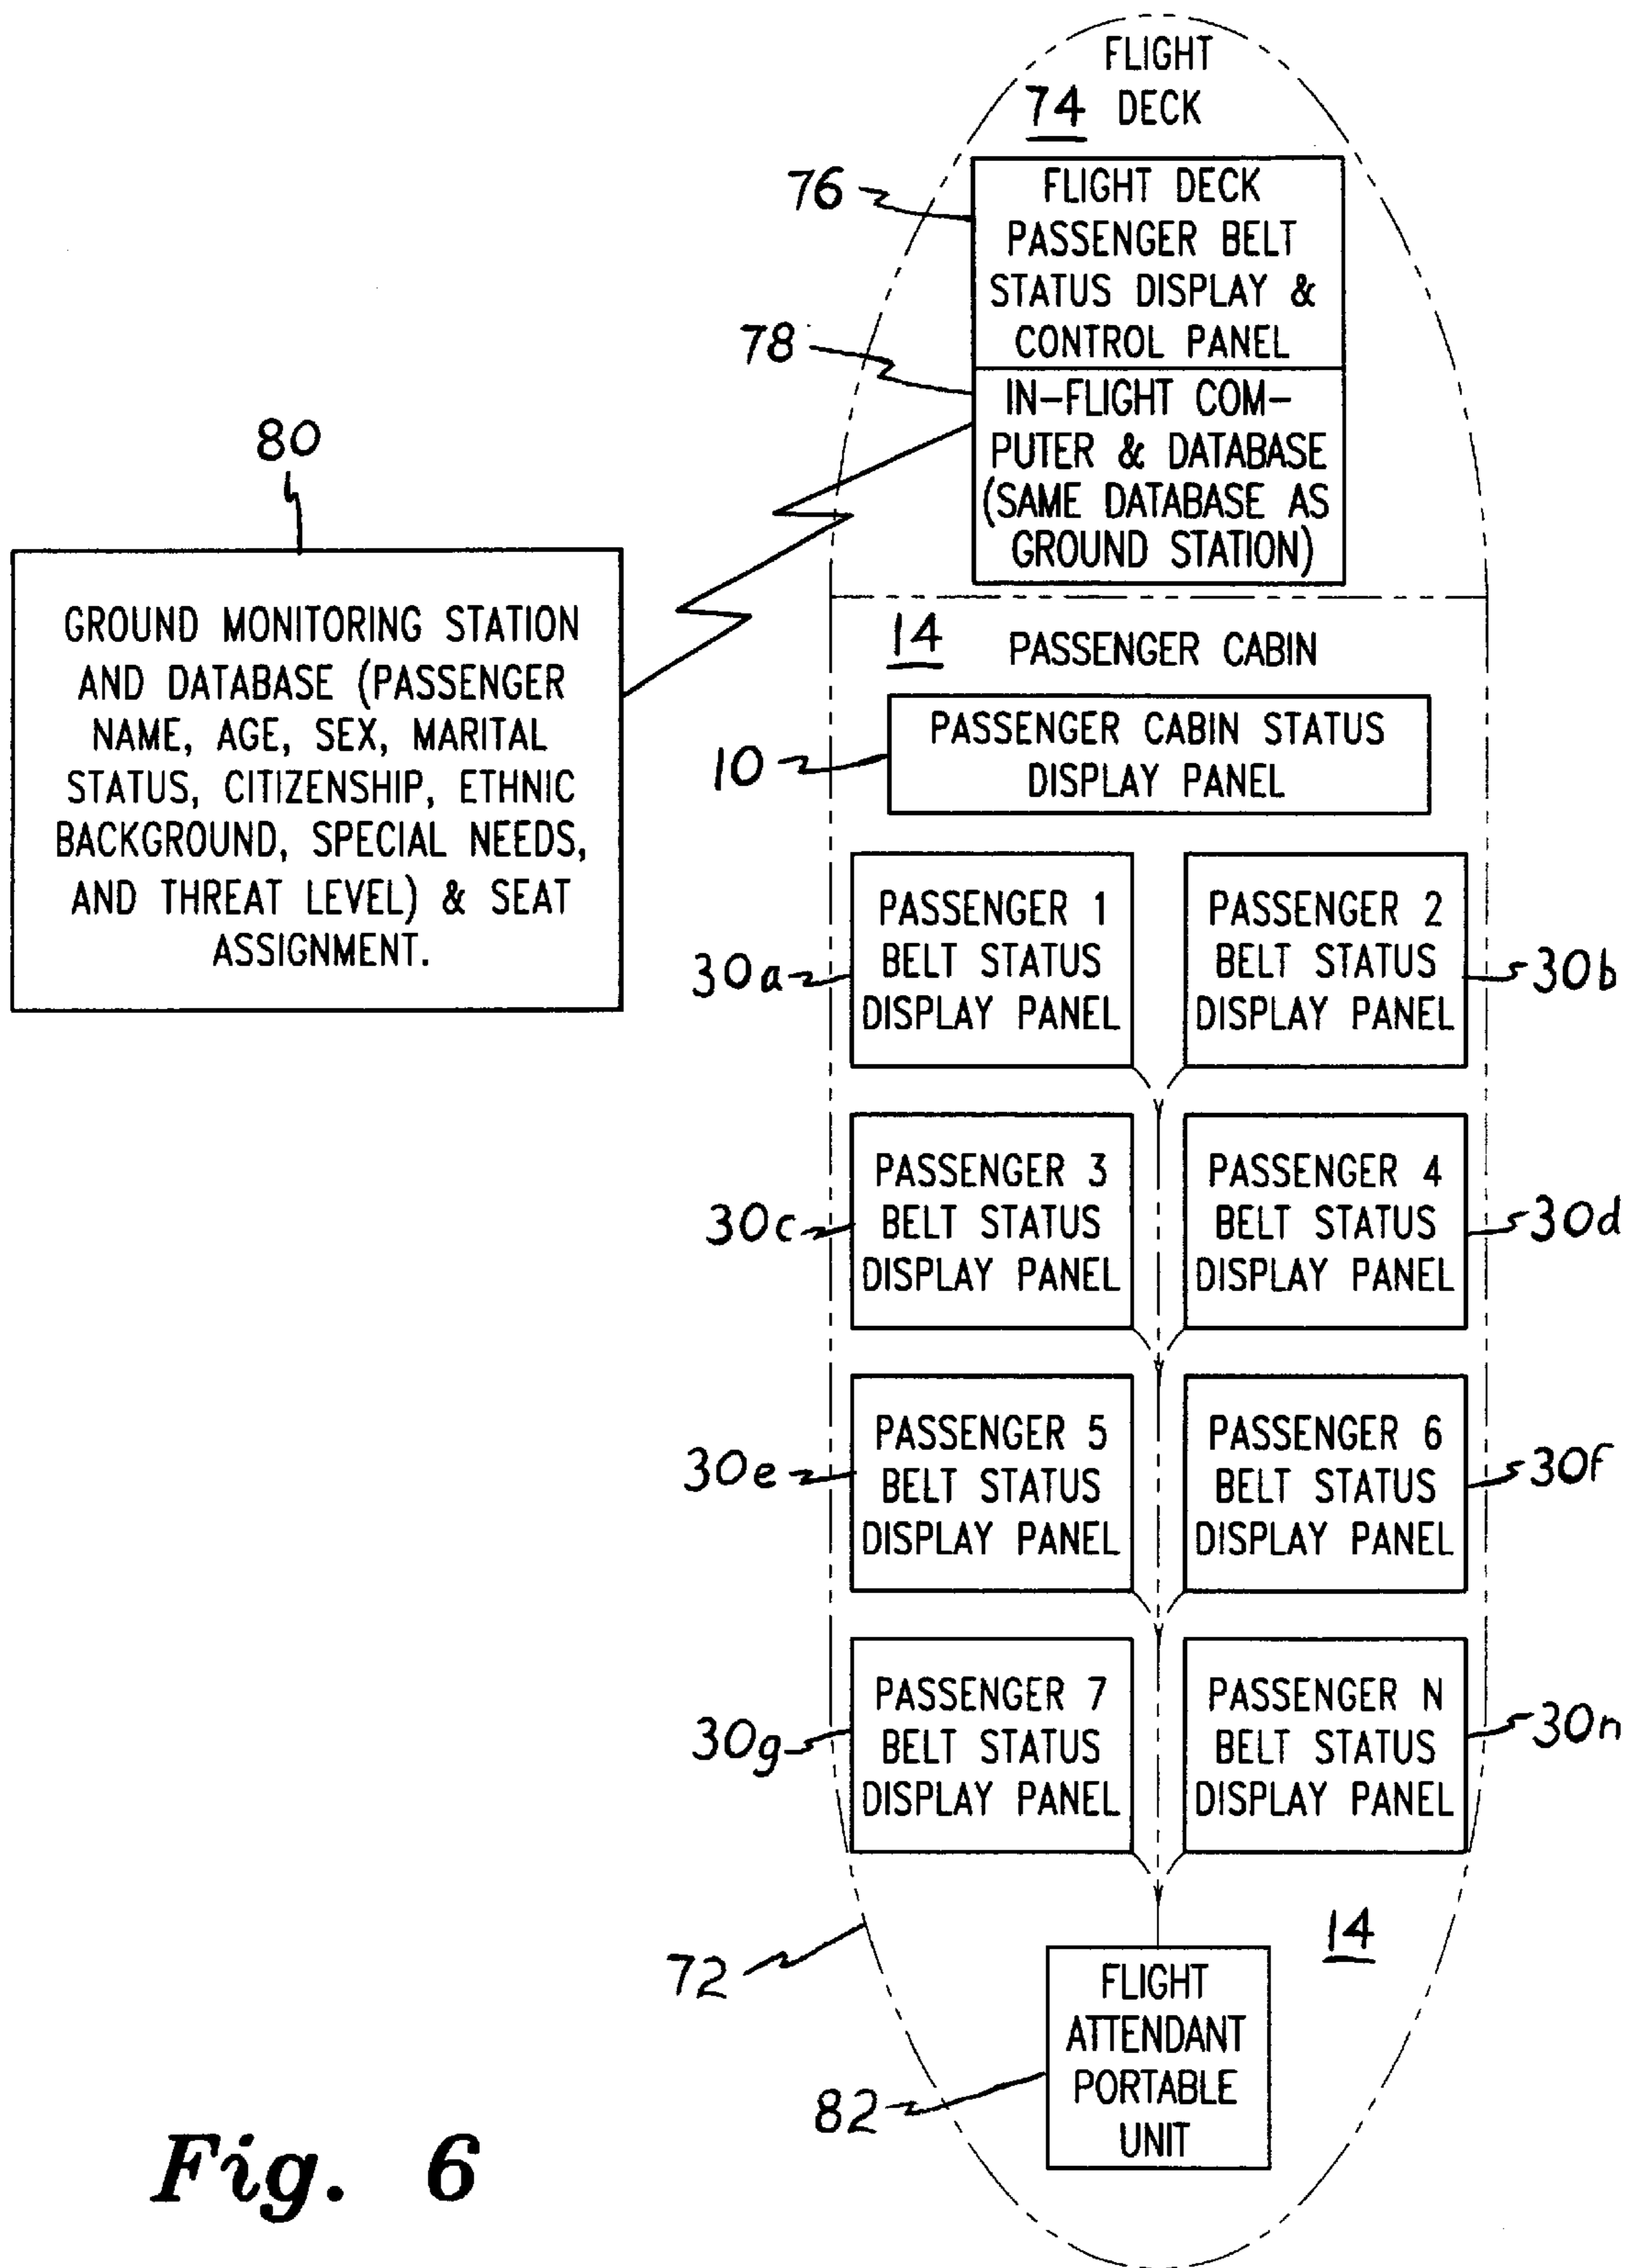 FLIGHT
DECK
74
76
FLIGHT DECK
PASSENGER BELT
STATUS DISPLAY &
CONTROL PANEL
78
IN-FLIGHT COM-
PUTER & DATABASE
(SAME DATABASE AS
GROUND STATION)
80
GROUND MONITORING STATION
AND DATABASE (PASSENGER
NAME, AGE, SEX, MARITAL
STATUS, CITIZENSHIP, ETHNIC
BACKGROUND, SPECIAL NEEDS,
AND THREAT LEVEL) & SEAT
ASSIGNMENT.
14
PASSENGER CABIN
10
PASSENGER CABIN STATUS
DISPLAY PANEL
30a
PASSENGER 1
BELT STATUS
DISPLAY PANEL
PASSENGER 2
BELT STATUS
DISPLAY PANEL
30b
30c
PASSENGER 3
BELT STATUS
DISPLAY PANEL
PASSENGER 4
BELT STATUS
DISPLAY PANEL
30d
30e
PASSENGER 5
BELT STATUS
DISPLAY PANEL
PASSENGER 6
BELT STATUS
DISPLAY PANEL
30f
30g
PASSENGER 7
BELT STATUS
DISPLAY PANEL
PASSENGER N
BELT STATUS
DISPLAY PANEL
30n
14
72
FLIGHT
ATTENDANT
PORTABLE
UNIT
82
Fig. 6